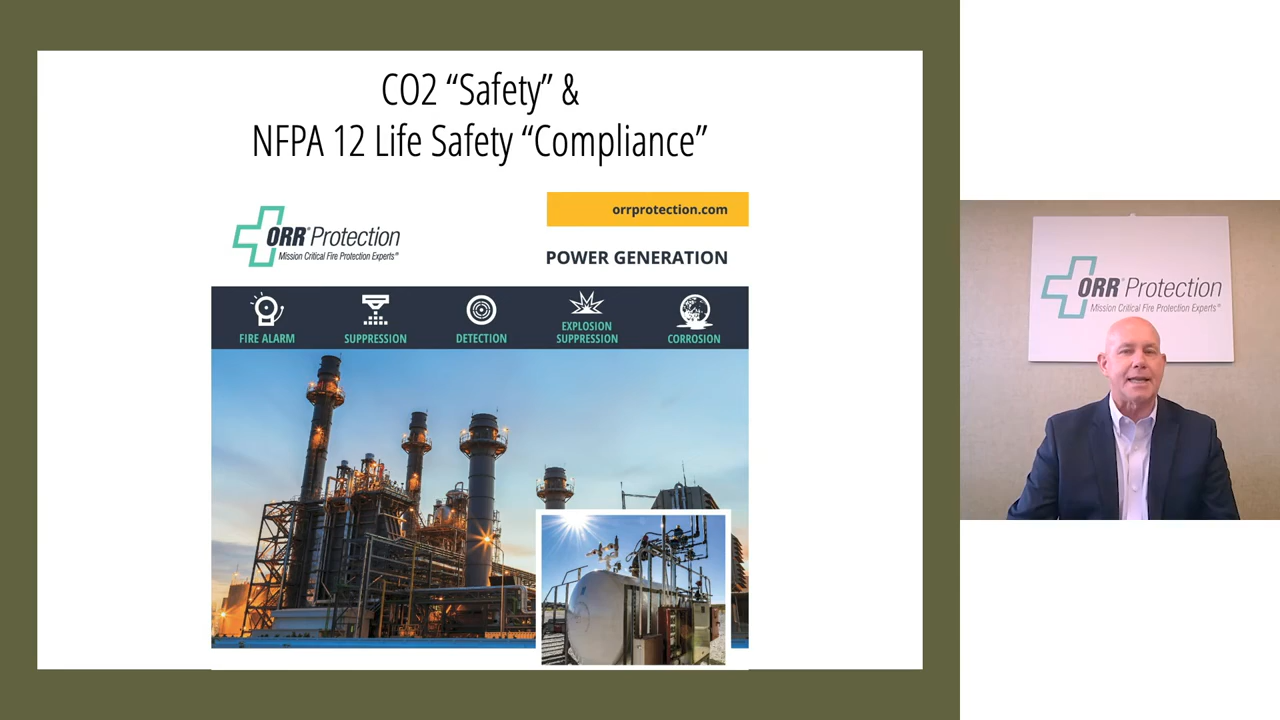 CO2 “Safety” &
NFPA 12 Life Safety “Compliance”
orrprotection.com
ORR® Protection
Mission Critical Fire Protection Experts®
POWER GENERATION
FIRE ALARM
SUPPRESSION
DETECTION
EXPLOSION
SUPPRESSION
CORROSION
ORR® Protection
Mission Critical Fire Protection Experts®